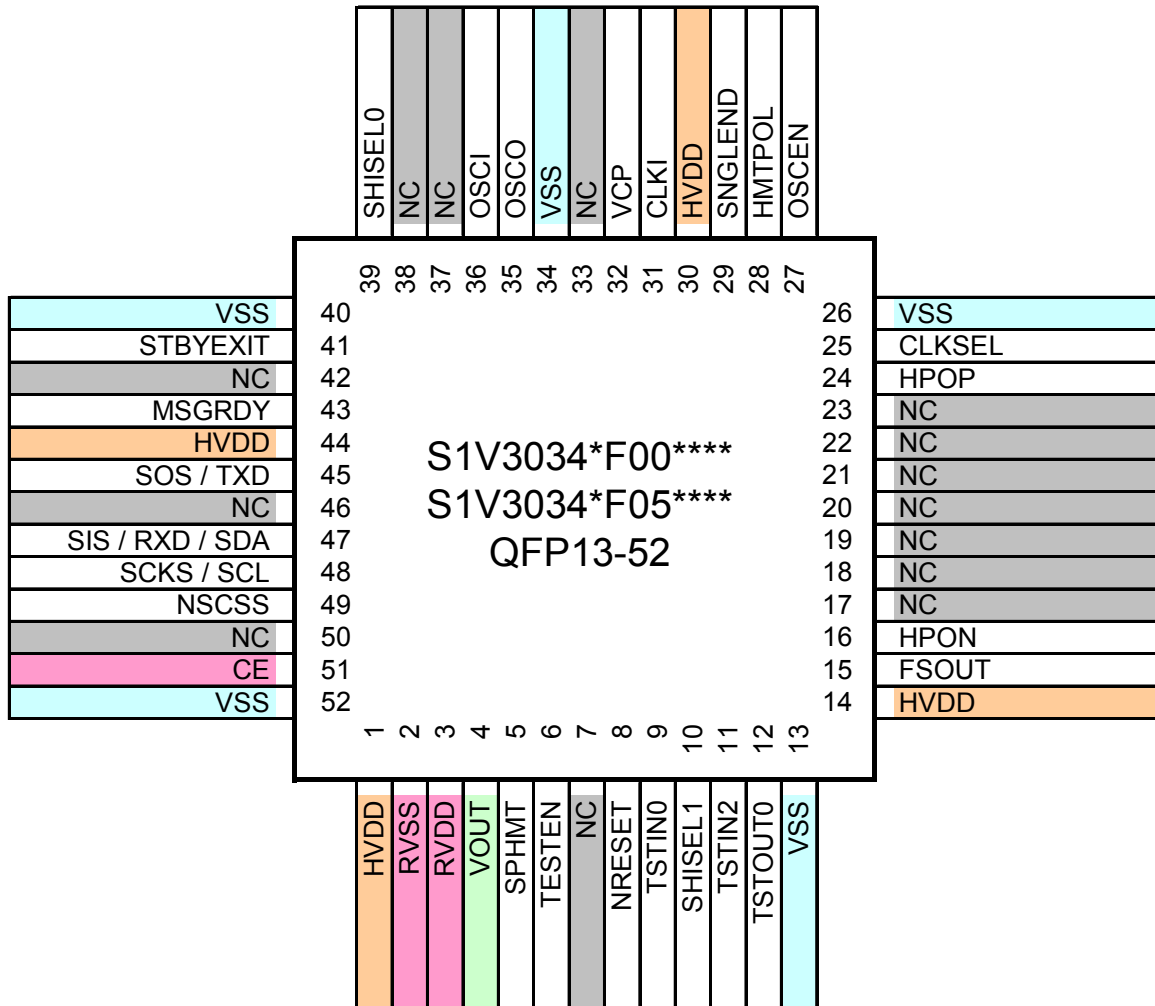 SHISEL0
NC
NC
OSCI
OSCO
VSS
NC
VCP
CLKI
HVDD
SNGLEND
HMTPOL
OSCEN
39
38
37
36
35
34
33
32
31
30
29
28
27
VSS 40
STBYEXIT 41
NC 42
MSGRDY 43
HVDD 44
SOS / TXD 45
NC 46
SIS / RXD / SDA 47
SCKS / SCL 48
NSCSS 49
NC 50
CE 51
VSS 52
S1V3034*F00****
S1V3034*F05****
QFP13-52
26 VSS
25 CLKSEL
24 HPOP
23 NC
22 NC
21 NC
20 NC
19 NC
18 NC
17 NC
16 HPON
15 FSOUT
14 HVDD
1
2
3
4
5
6
7
8
9
10
11
12
13
HVDD
RVSS
RVDD
VOUT
SPHMT
TESTEN
NC
NRESET
TSTIN0
SHISEL1
TSTIN2
TSTOUT0
VSS